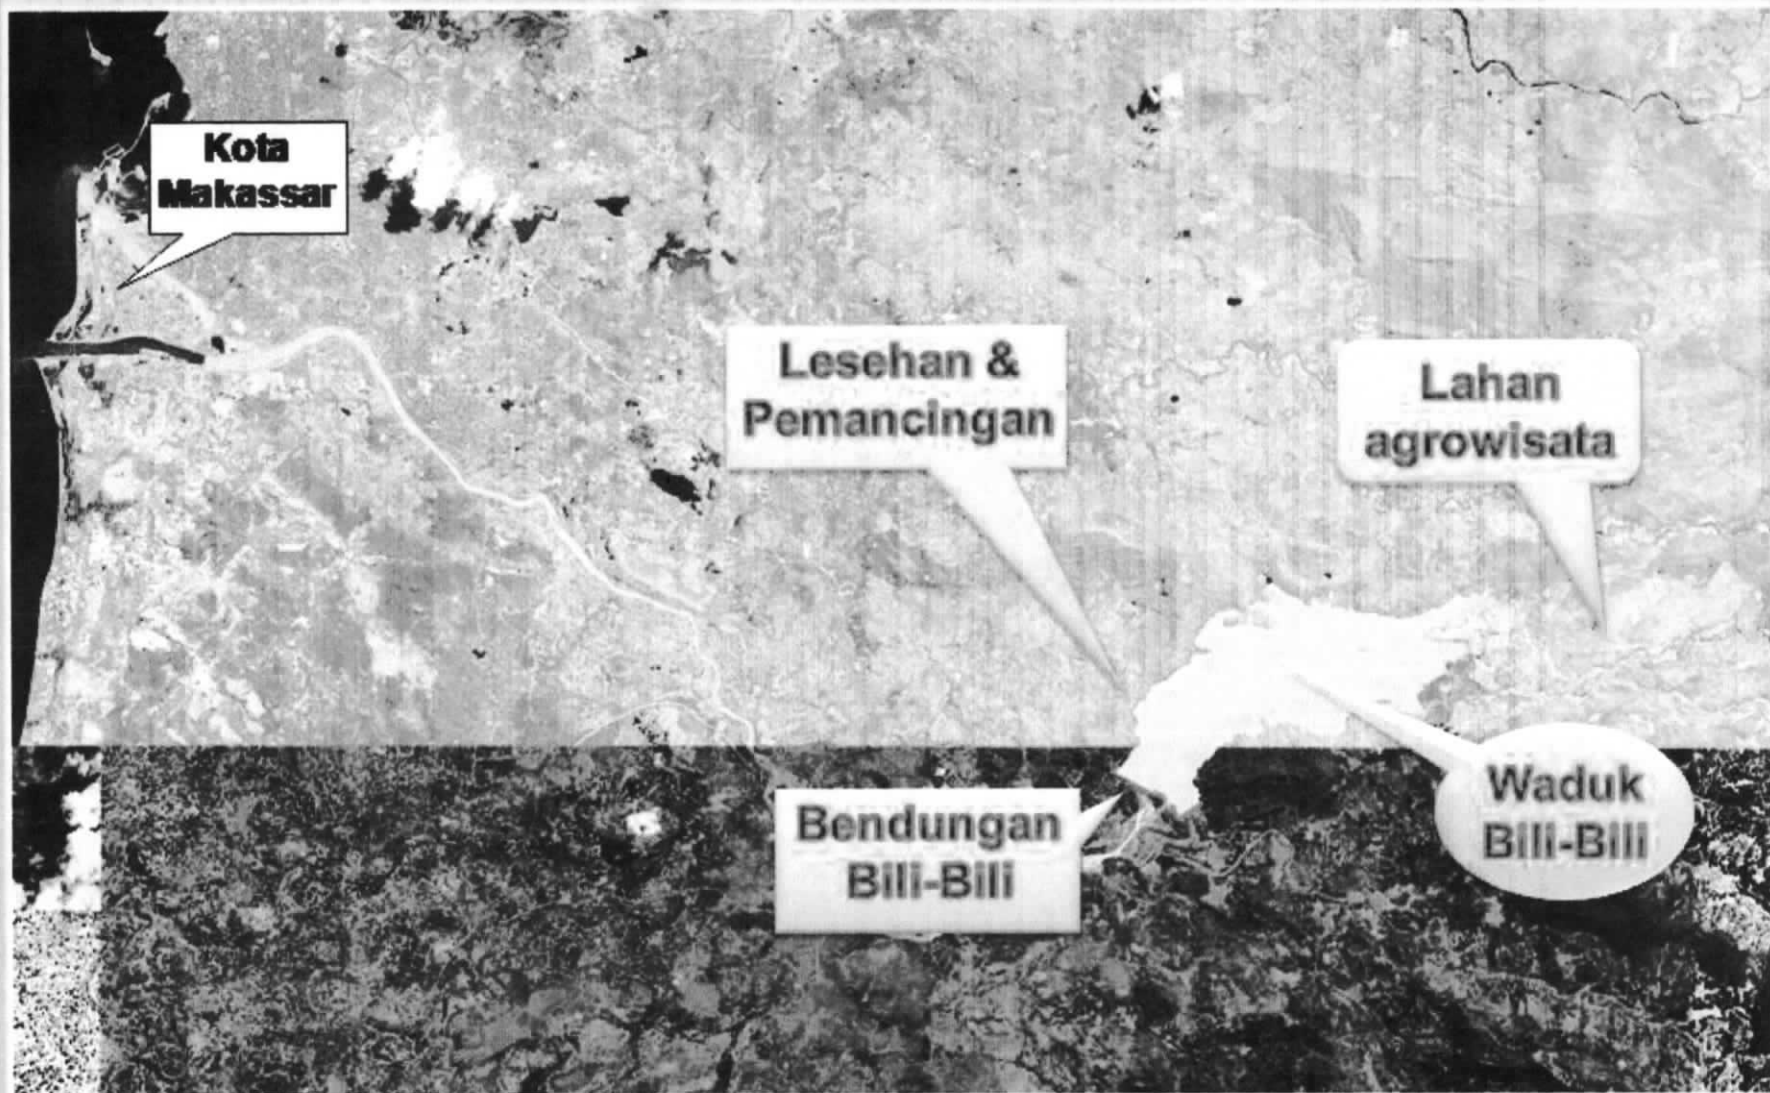 Kota
Makassar
Lesehan &
Pemancingan
Lahan
agrowisata
Waduk
Bili-Bili
Bendungan
Bili-Bili